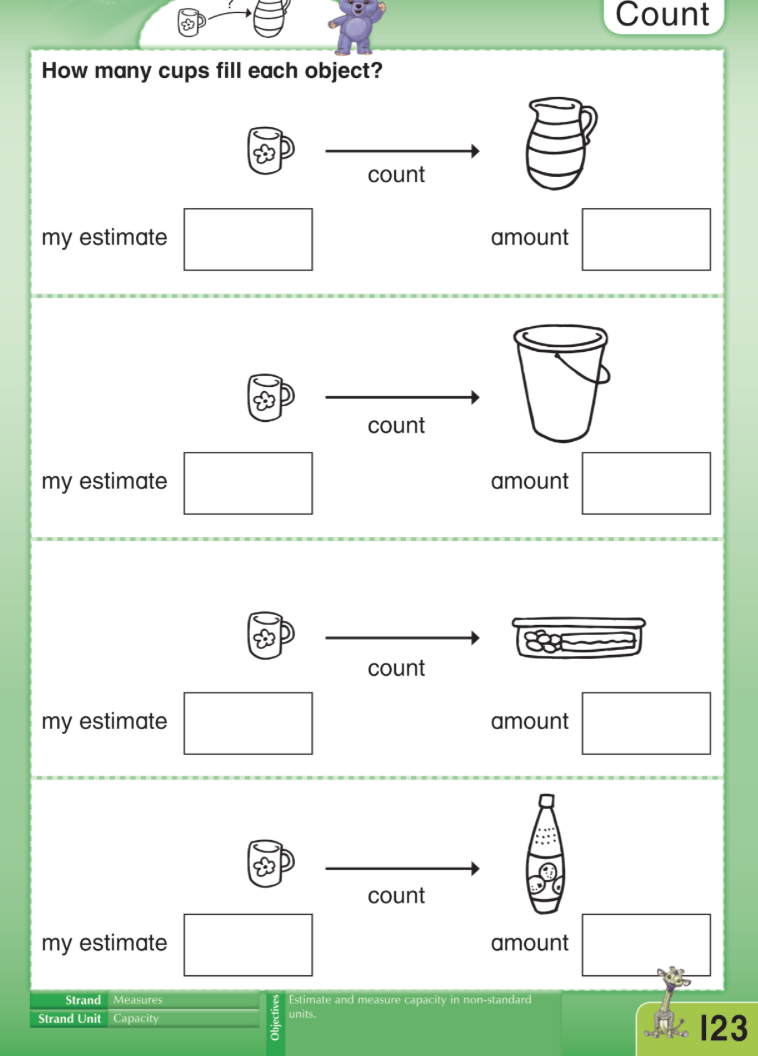 ?
Count
How many cups fill each object?
count
my estimate
amount
count
my estimate
amount
count
my estimate
amount
count
my estimate
amount
Strand Measures
Strand Unit Capacity
Objectives
Estimate and measure capacity in non-standard
units.
123